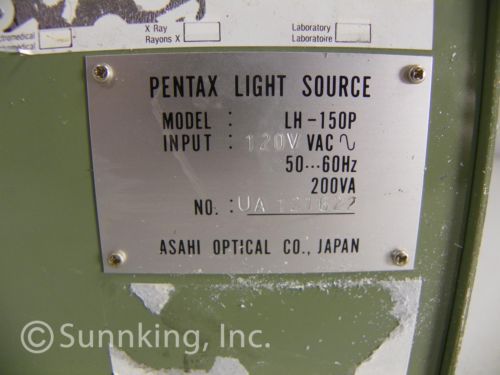 X Ray
Rayons X
Laboratory
Laboratoire
PENTAX LIGHT SOURCE
MODEL : LH-150P
INPUT : 120V VAC ∿
50···60Hz
200VA
NO. : UA
ASAHI OPTICAL CO., JAPAN
© Sunnking, Inc.